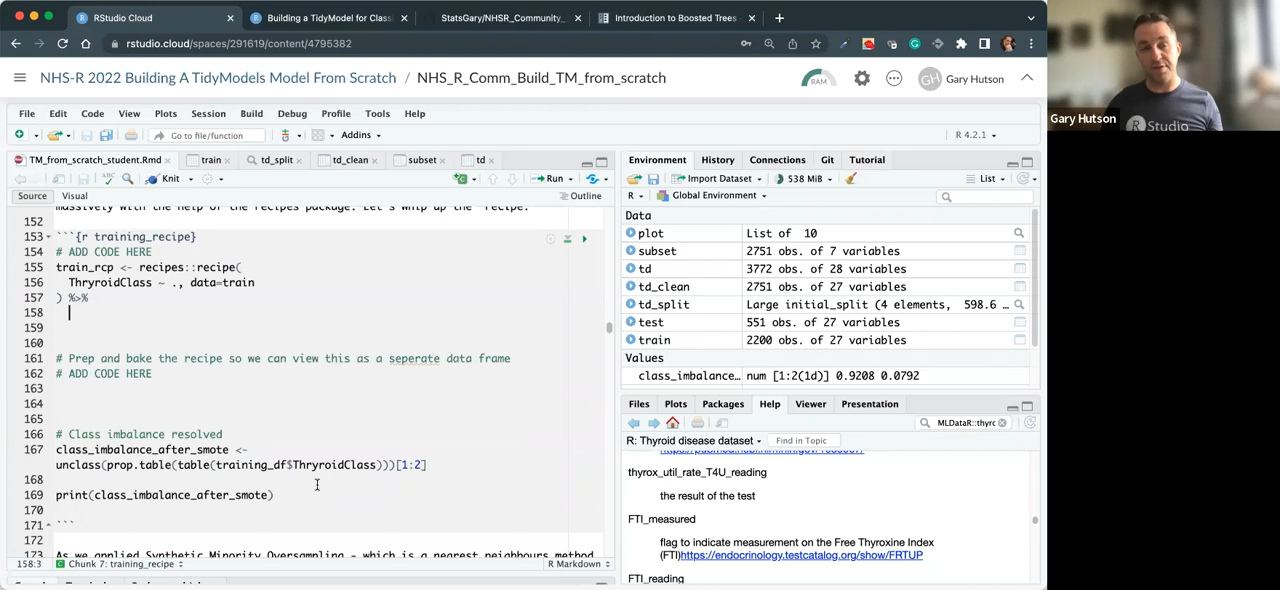 RStudio Cloud
Building a TidyModel for Class
StatsGary/NHSR_Community_
Introduction to Boosted Trees
rstudio.cloud/spaces/291619/content/4795382
NHS-R 2022 Building A TidyModels Model From Scratch / NHS_R_Comm_Build_TM_from_scratch
RAM
GH Gary Hutson
File Edit Code View Plots Session Build Debug Profile Tools Help
Go to file/function
Addins
R 4.2.1
TM_from_scratch_student.Rmd
train
td_split
td_clean
subset
td
Knit
Run
Source Visual
Outline
massively with the help of the recipes package. Let's whip up the recipe.
152
153 ```{r training_recipe}
154 # ADD CODE HERE
155 train_rcp <- recipes::recipe(
156 ThryroidClass ~ ., data=train
157 ) %>%
158
159
160
161 # Prep and bake the recipe so we can view this as a seperate data frame
162 # ADD CODE HERE
163
164
165
166 # Class imbalance resolved
167 class_imbalance_after_smote <-
unclass(prop.table(table(training_df$ThryroidClass)))[1:2]
168
169 print(class_imbalance_after_smote)
170
171 ```
172
173 As we applied Synthetic Minority Oversampling - which is a nearest neighbours method
158:3 Chunk 7: training_recipe
R Markdown
Environment History Connections Git Tutorial
Import Dataset
538 MiB
List
R Global Environment
Data
plot List of 10
subset 2751 obs. of 7 variables
td 3772 obs. of 28 variables
td_clean 2751 obs. of 27 variables
td_split Large initial_split (4 elements, 598.6 …
test 551 obs. of 27 variables
train 2200 obs. of 27 variables
Values
class_imbalance… num [1:2(1d)] 0.9208 0.0792
Files Plots Packages Help Viewer Presentation
MLDataR::thyrc
R: Thyroid disease dataset
Find in Topic
thyrox_util_rate_T4U_reading
the result of the test
FTI_measured
flag to indicate measurement on the Free Thyroxine Index
(FTI)https://endocrinology.testcatalog.org/show/FRTUP
FTI_reading
Gary Hutson
R Studio